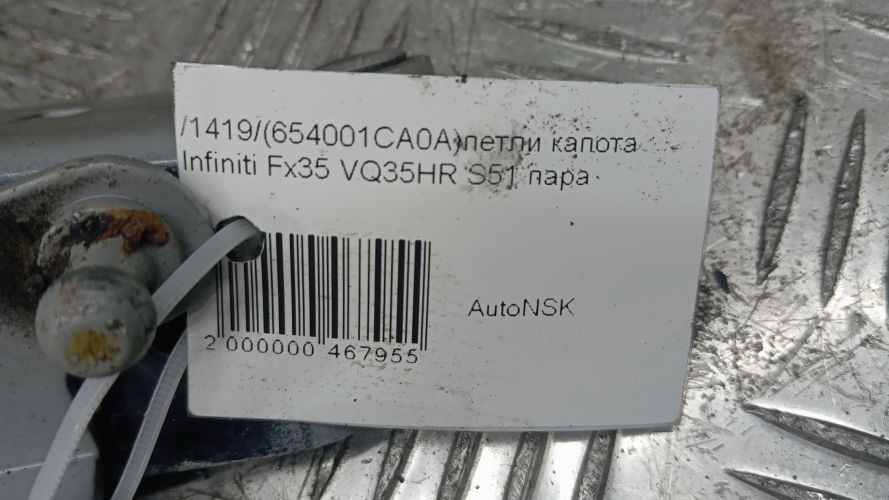 /1419/(654001CA0A)петли капота
Infiniti Fx35 VQ35HR S51 пара
AutoNSK
2 000000 467955